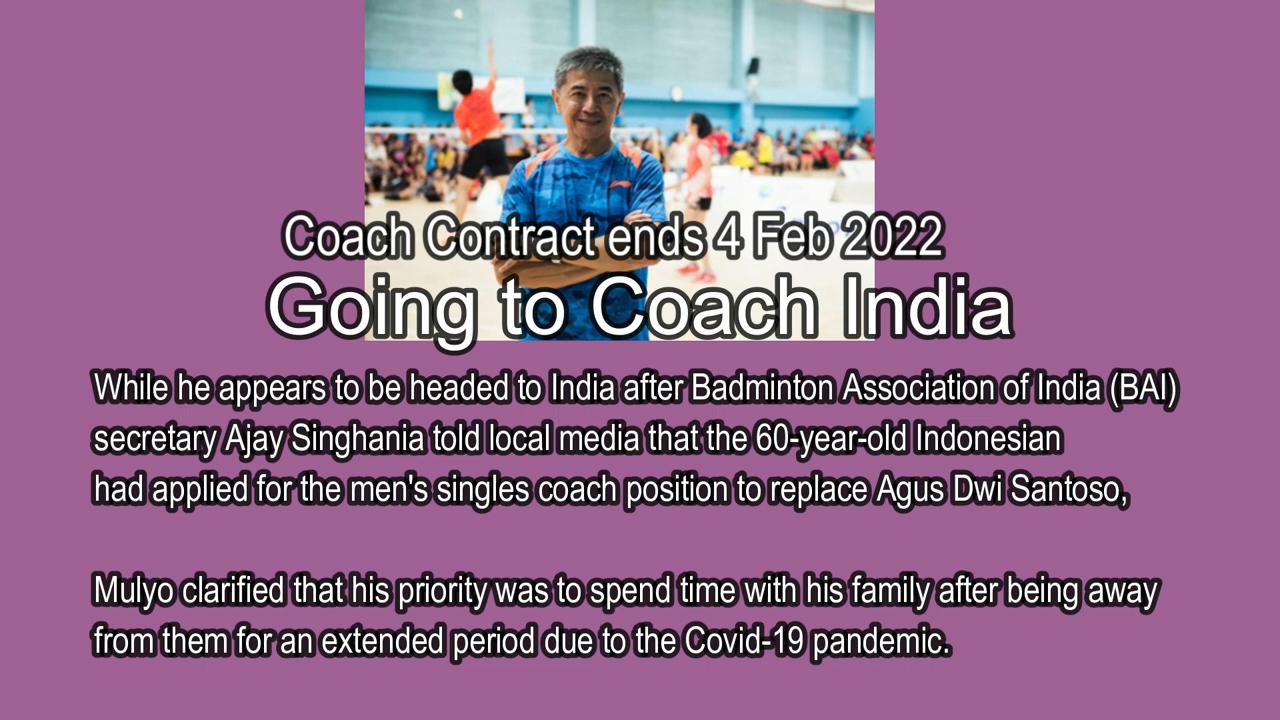 Coach Contract ends 4 Feb 2022
Going to Coach India
While he appears to be headed to India after Badminton Association of India (BAI)
secretary Ajay Singhania told local media that the 60-year-old Indonesian
had applied for the men's singles coach position to replace Agus Dwi Santoso,
Mulyo clarified that his priority was to spend time with his family after being away
from them for an extended period due to the Covid-19 pandemic.